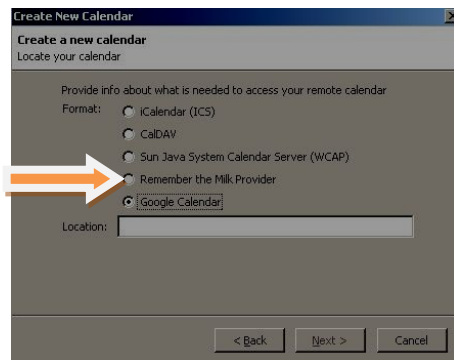 Create New Calendar
Create a new calendar
Locate your calendar
Provide info about what is needed to access your remote calendar
Format:
iCalendar (ICS)
CalDAV
Sun Java System Calendar Server (WCAP)
Remember the Milk Provider
Google Calendar
Location:
< Back Next > Cancel